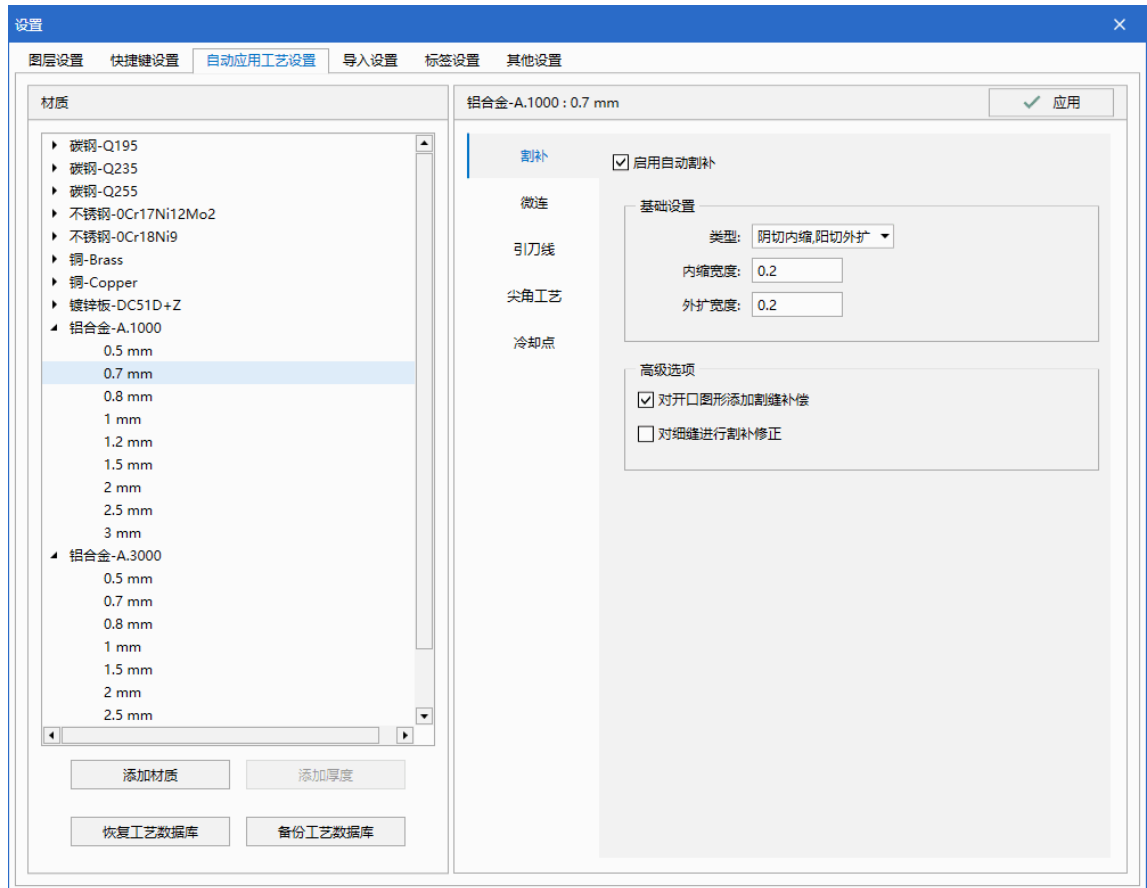 设置
图层设置 快捷键设置 自动应用工艺设置 导入设置 标签设置 其他设置
材质
碳钢-Q195
碳钢-Q235
碳钢-Q255
不锈钢-0Cr17Ni12Mo2
不锈钢-0Cr18Ni9
铜-Brass
铜-Copper
镀锌板-DC51D+Z
铝合金-A.1000
0.5 mm
0.7 mm
0.8 mm
1 mm
1.2 mm
1.5 mm
2 mm
2.5 mm
3 mm
铝合金-A.3000
0.5 mm
0.7 mm
0.8 mm
1 mm
1.5 mm
2 mm
2.5 mm
添加材质 添加厚度
恢复工艺数据库 备份工艺数据库
铝合金-A.1000 : 0.7 mm 应用
割补
微连
引刀线
尖角工艺
冷却点
启用自动割补
基础设置
类型: 阴切内缩,阳切外扩
内缩宽度: 0.2
外扩宽度: 0.2
高级选项
对开口图形添加割缝补偿
对细缝进行割补修正